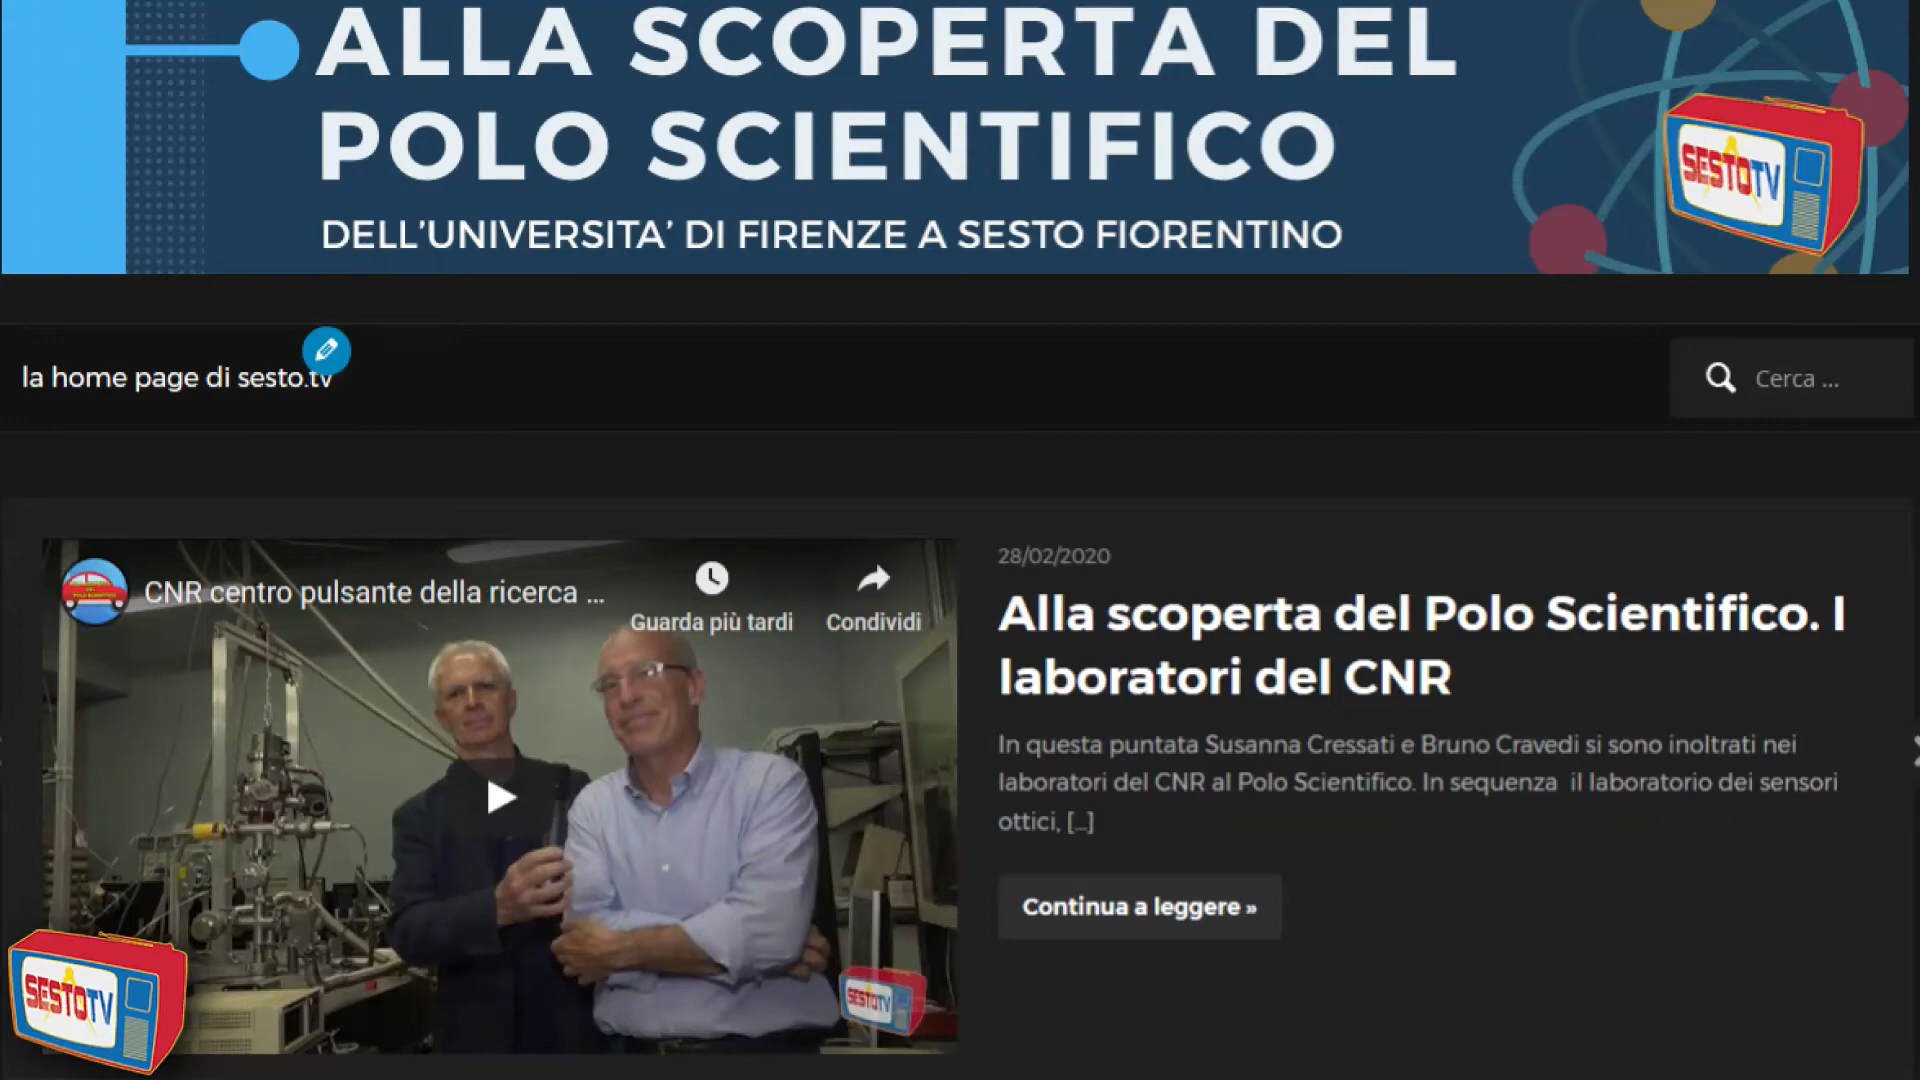 ALLA SCOPERTA DEL
POLO SCIENTIFICO
DELL'UNIVERSITA' DI FIRENZE A SESTO FIORENTINO
SESTOTV
la home page di sesto.tv
Cerca ...
CNR centro pulsante della ricerca ...
Guarda più tardi
Condividi
28/02/2020
Alla scoperta del Polo Scientifico. I
laboratori del CNR
In questa puntata Susanna Cressati e Bruno Cravedi si sono inoltrati nei
laboratori del CNR al Polo Scientifico. In sequenza il laboratorio dei sensori
ottici, [...]
Continua a leggere »
SESTOTV
SESTOTV